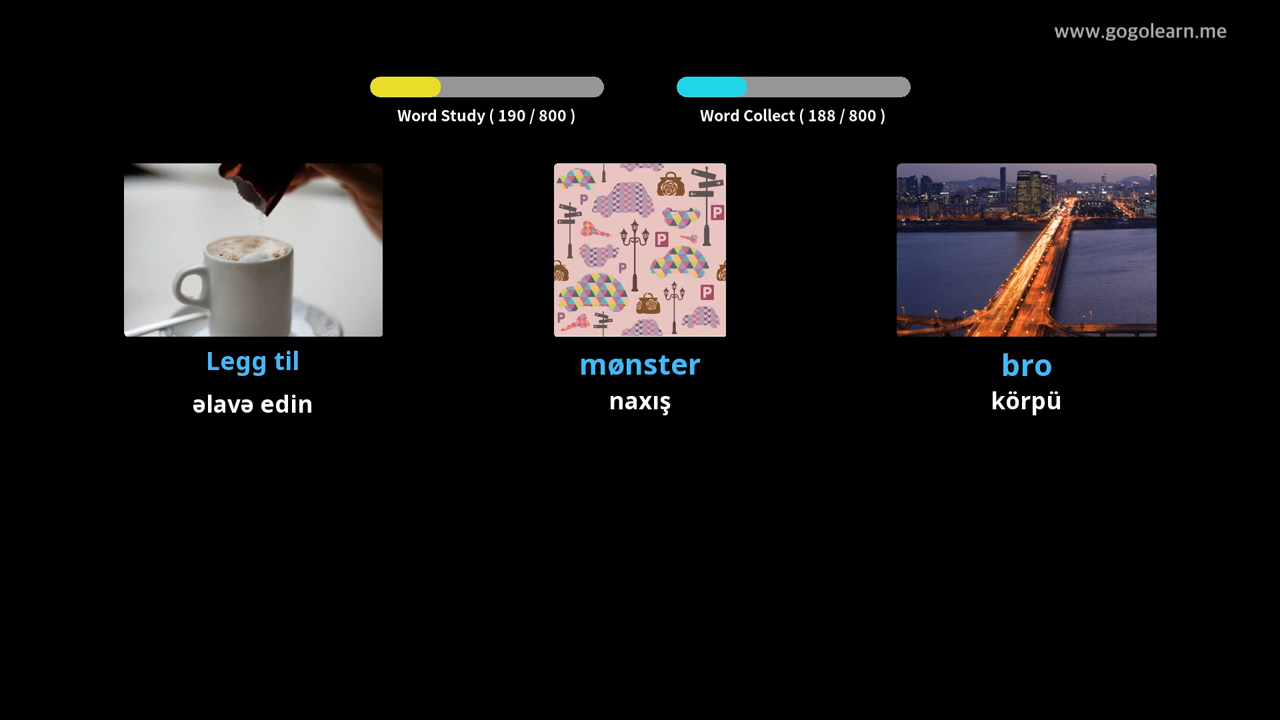 www.gogolearn.me
Word Study ( 190 / 800 )
Word Collect ( 188 / 800 )
P
P
P
P
P
P
Legg til
mønster
bro
əlavə edin
naxış
körpü